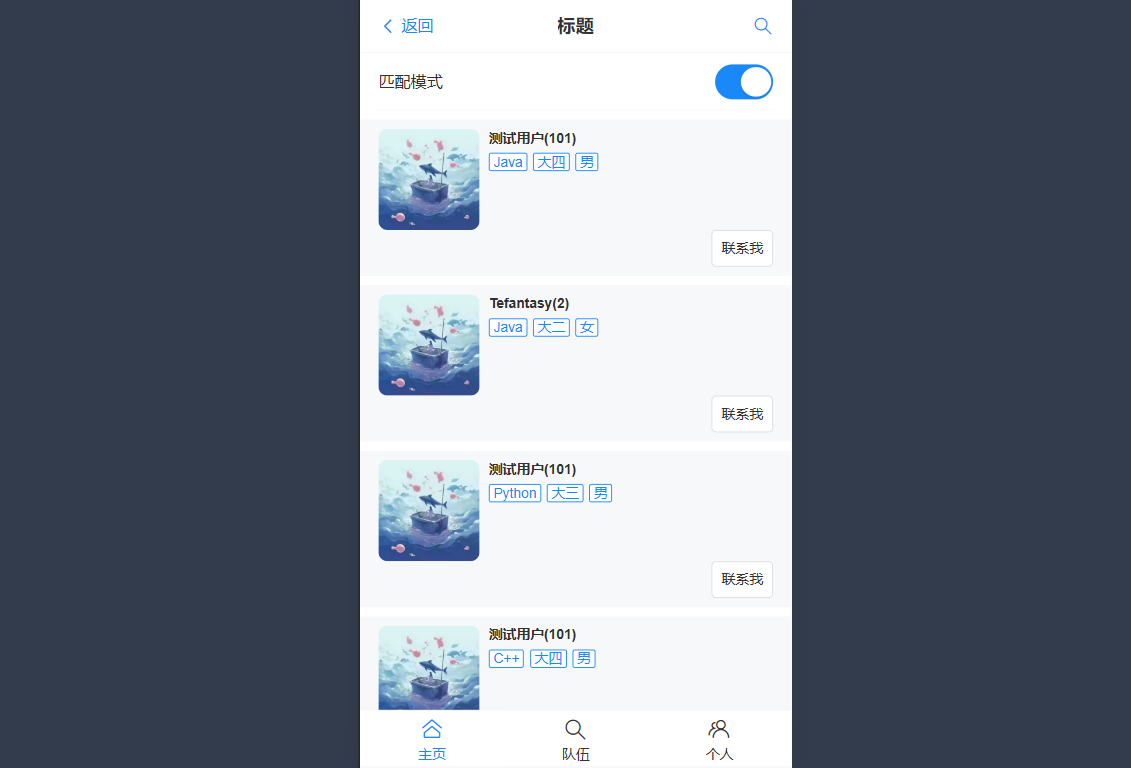 返回 标题
匹配模式
测试用户(101)
Java 大四 男
联系我
Tefantasy(2)
Java 大二 女
联系我
测试用户(101)
Python 大三 男
联系我
测试用户(101)
C++ 大四 男
主页 队伍 个人